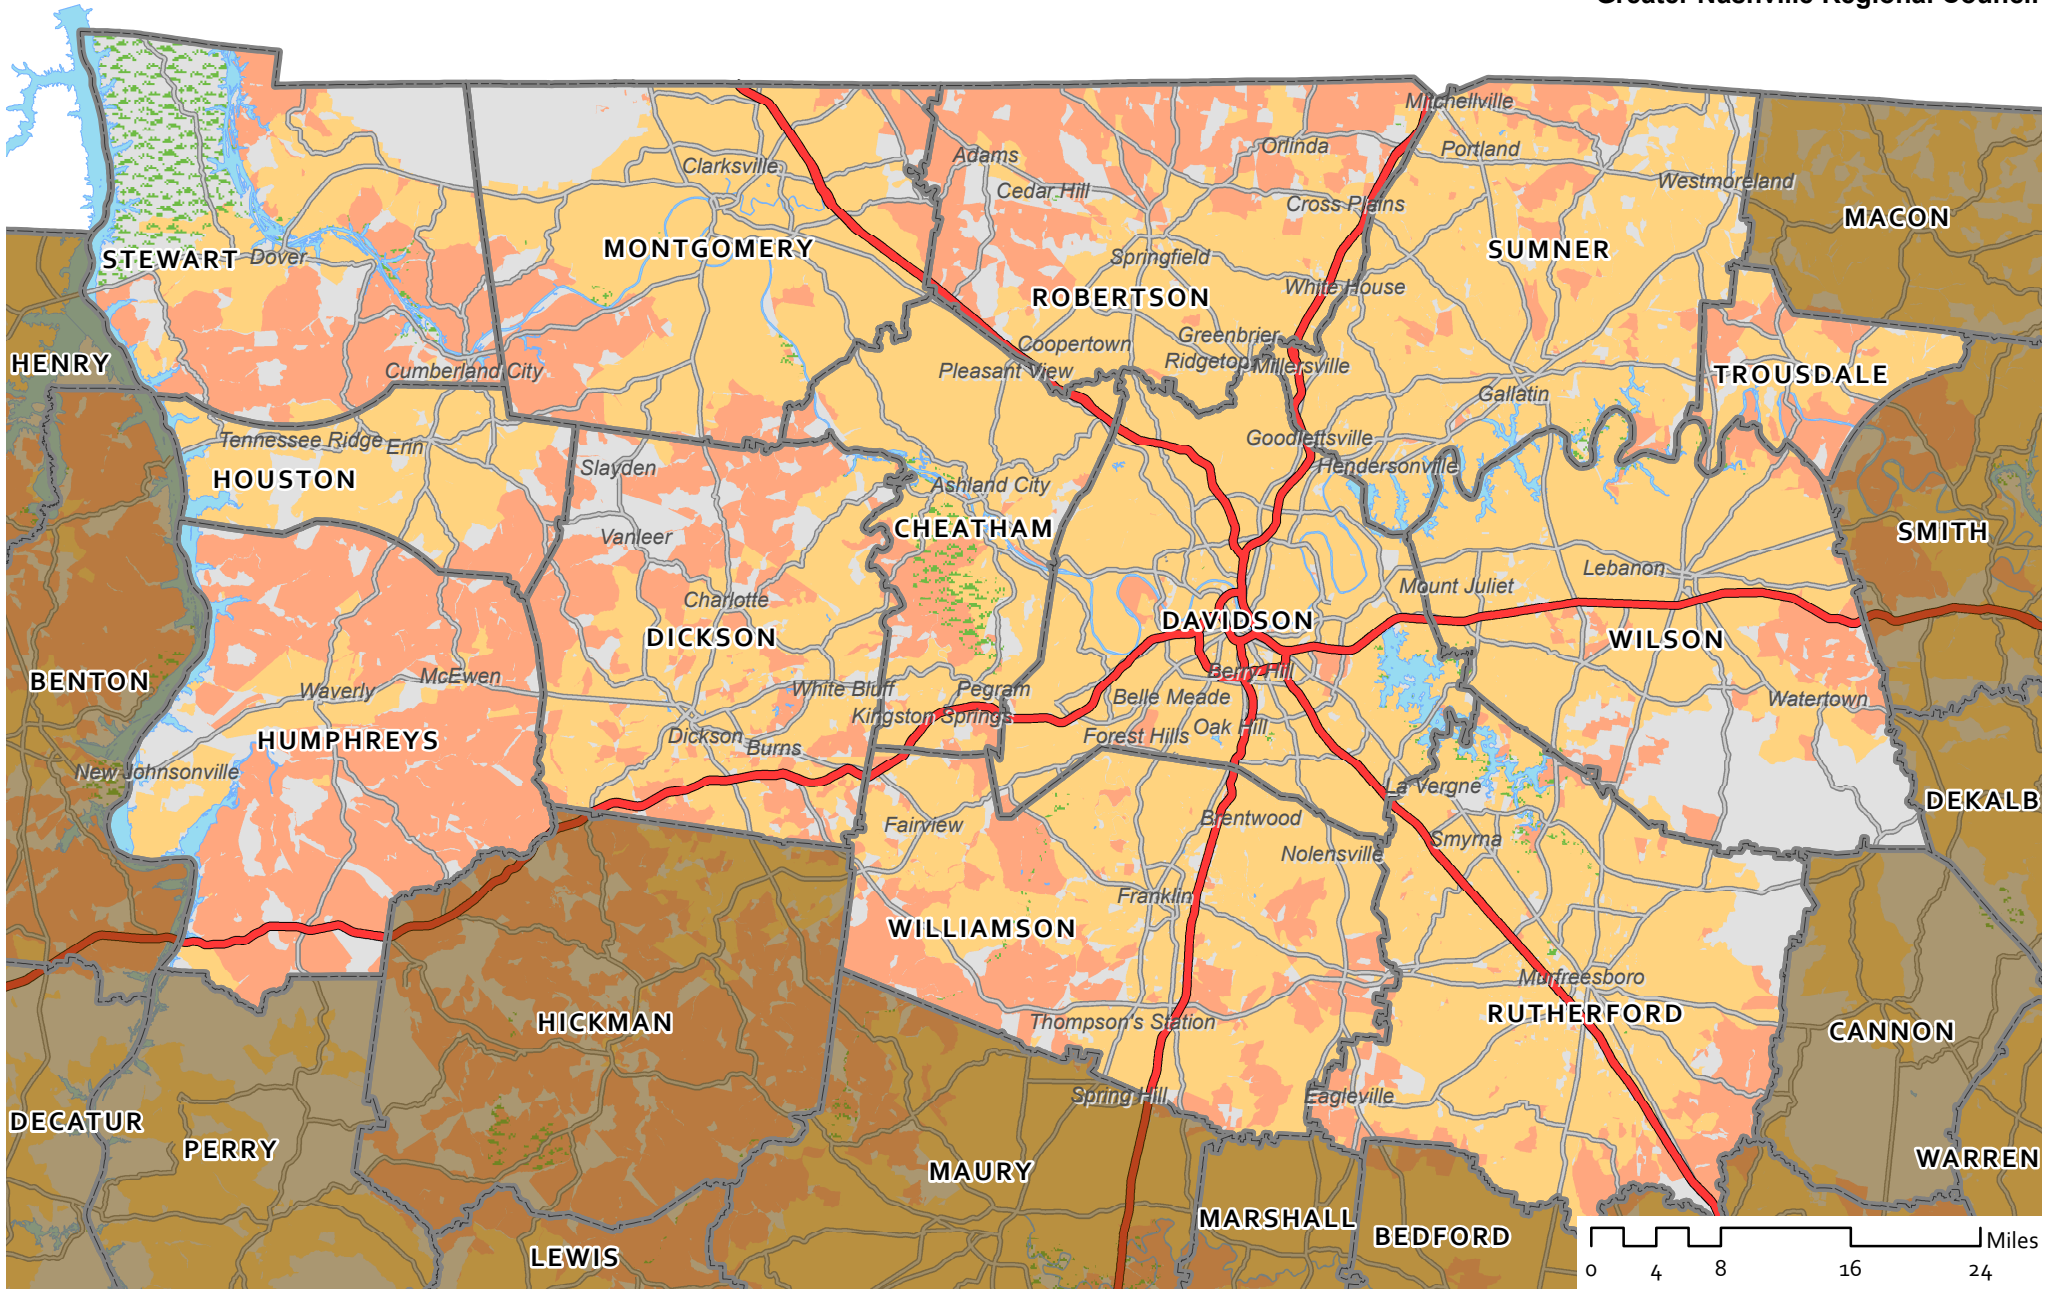 Greater Nashville Regional Council
Mitchellville
Adams
Orlinda
Portland
Clarksville
Cedar Hill
Westmoreland
Cross Plains
MACON
STEWART
Dover
MONTGOMERY
Springfield
SUMNER
ROBERTSON
White House
HENRY
Cumberland City
Coopertown
Greenbrier
Pleasant View
Ridgetop
Millersville
TROUSDALE
Gallatin
Tennessee Ridge
Erin
Goodlettsville
HOUSTON
Slayden
Hendersonville
Ashland City
Vanleer
CHEATHAM
SMITH
Charlotte
Mount Juliet
Lebanon
DICKSON
DAVIDSON
WILSON
BENTON
Waverly
McEwen
White Bluff
Pegram
Berry Hill
Belle Meade
Watertown
HUMPHREYS
Kingston Springs
Dickson
Burns
Forest Hills
Oak Hill
New Johnsonville
La Vergne
DEKALB
Fairview
Brentwood
Nolensville
Smyrna
Franklin
WILLIAMSON
Murfreesboro
HICKMAN
Thompson's Station
RUTHERFORD
CANNON
Spring Hill
Eagleville
DECATUR
PERRY
MAURY
WARREN
MARSHALL
BEDFORD
LEWIS
Miles
0 4 8 16 24